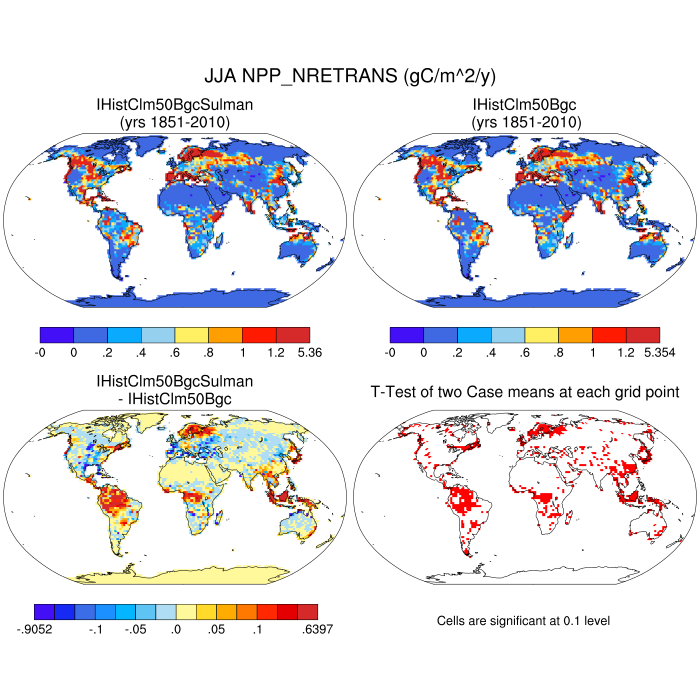 JJA NPP_NRETRANS (gC/m^2/y)
IHistClm50BgcSulman
(yrs 1851-2010)
IHistClm50Bgc
(yrs 1851-2010)
-0 0 .2 .4 .6 .8 1 1.2 5.36
-0 0 .2 .4 .6 .8 1 1.2 5.354
IHistClm50BgcSulman
- IHistClm50Bgc
T-Test of two Case means at each grid point
-.9052 -.1 -.05 .0 .05 .1 .6397
Cells are significant at 0.1 level